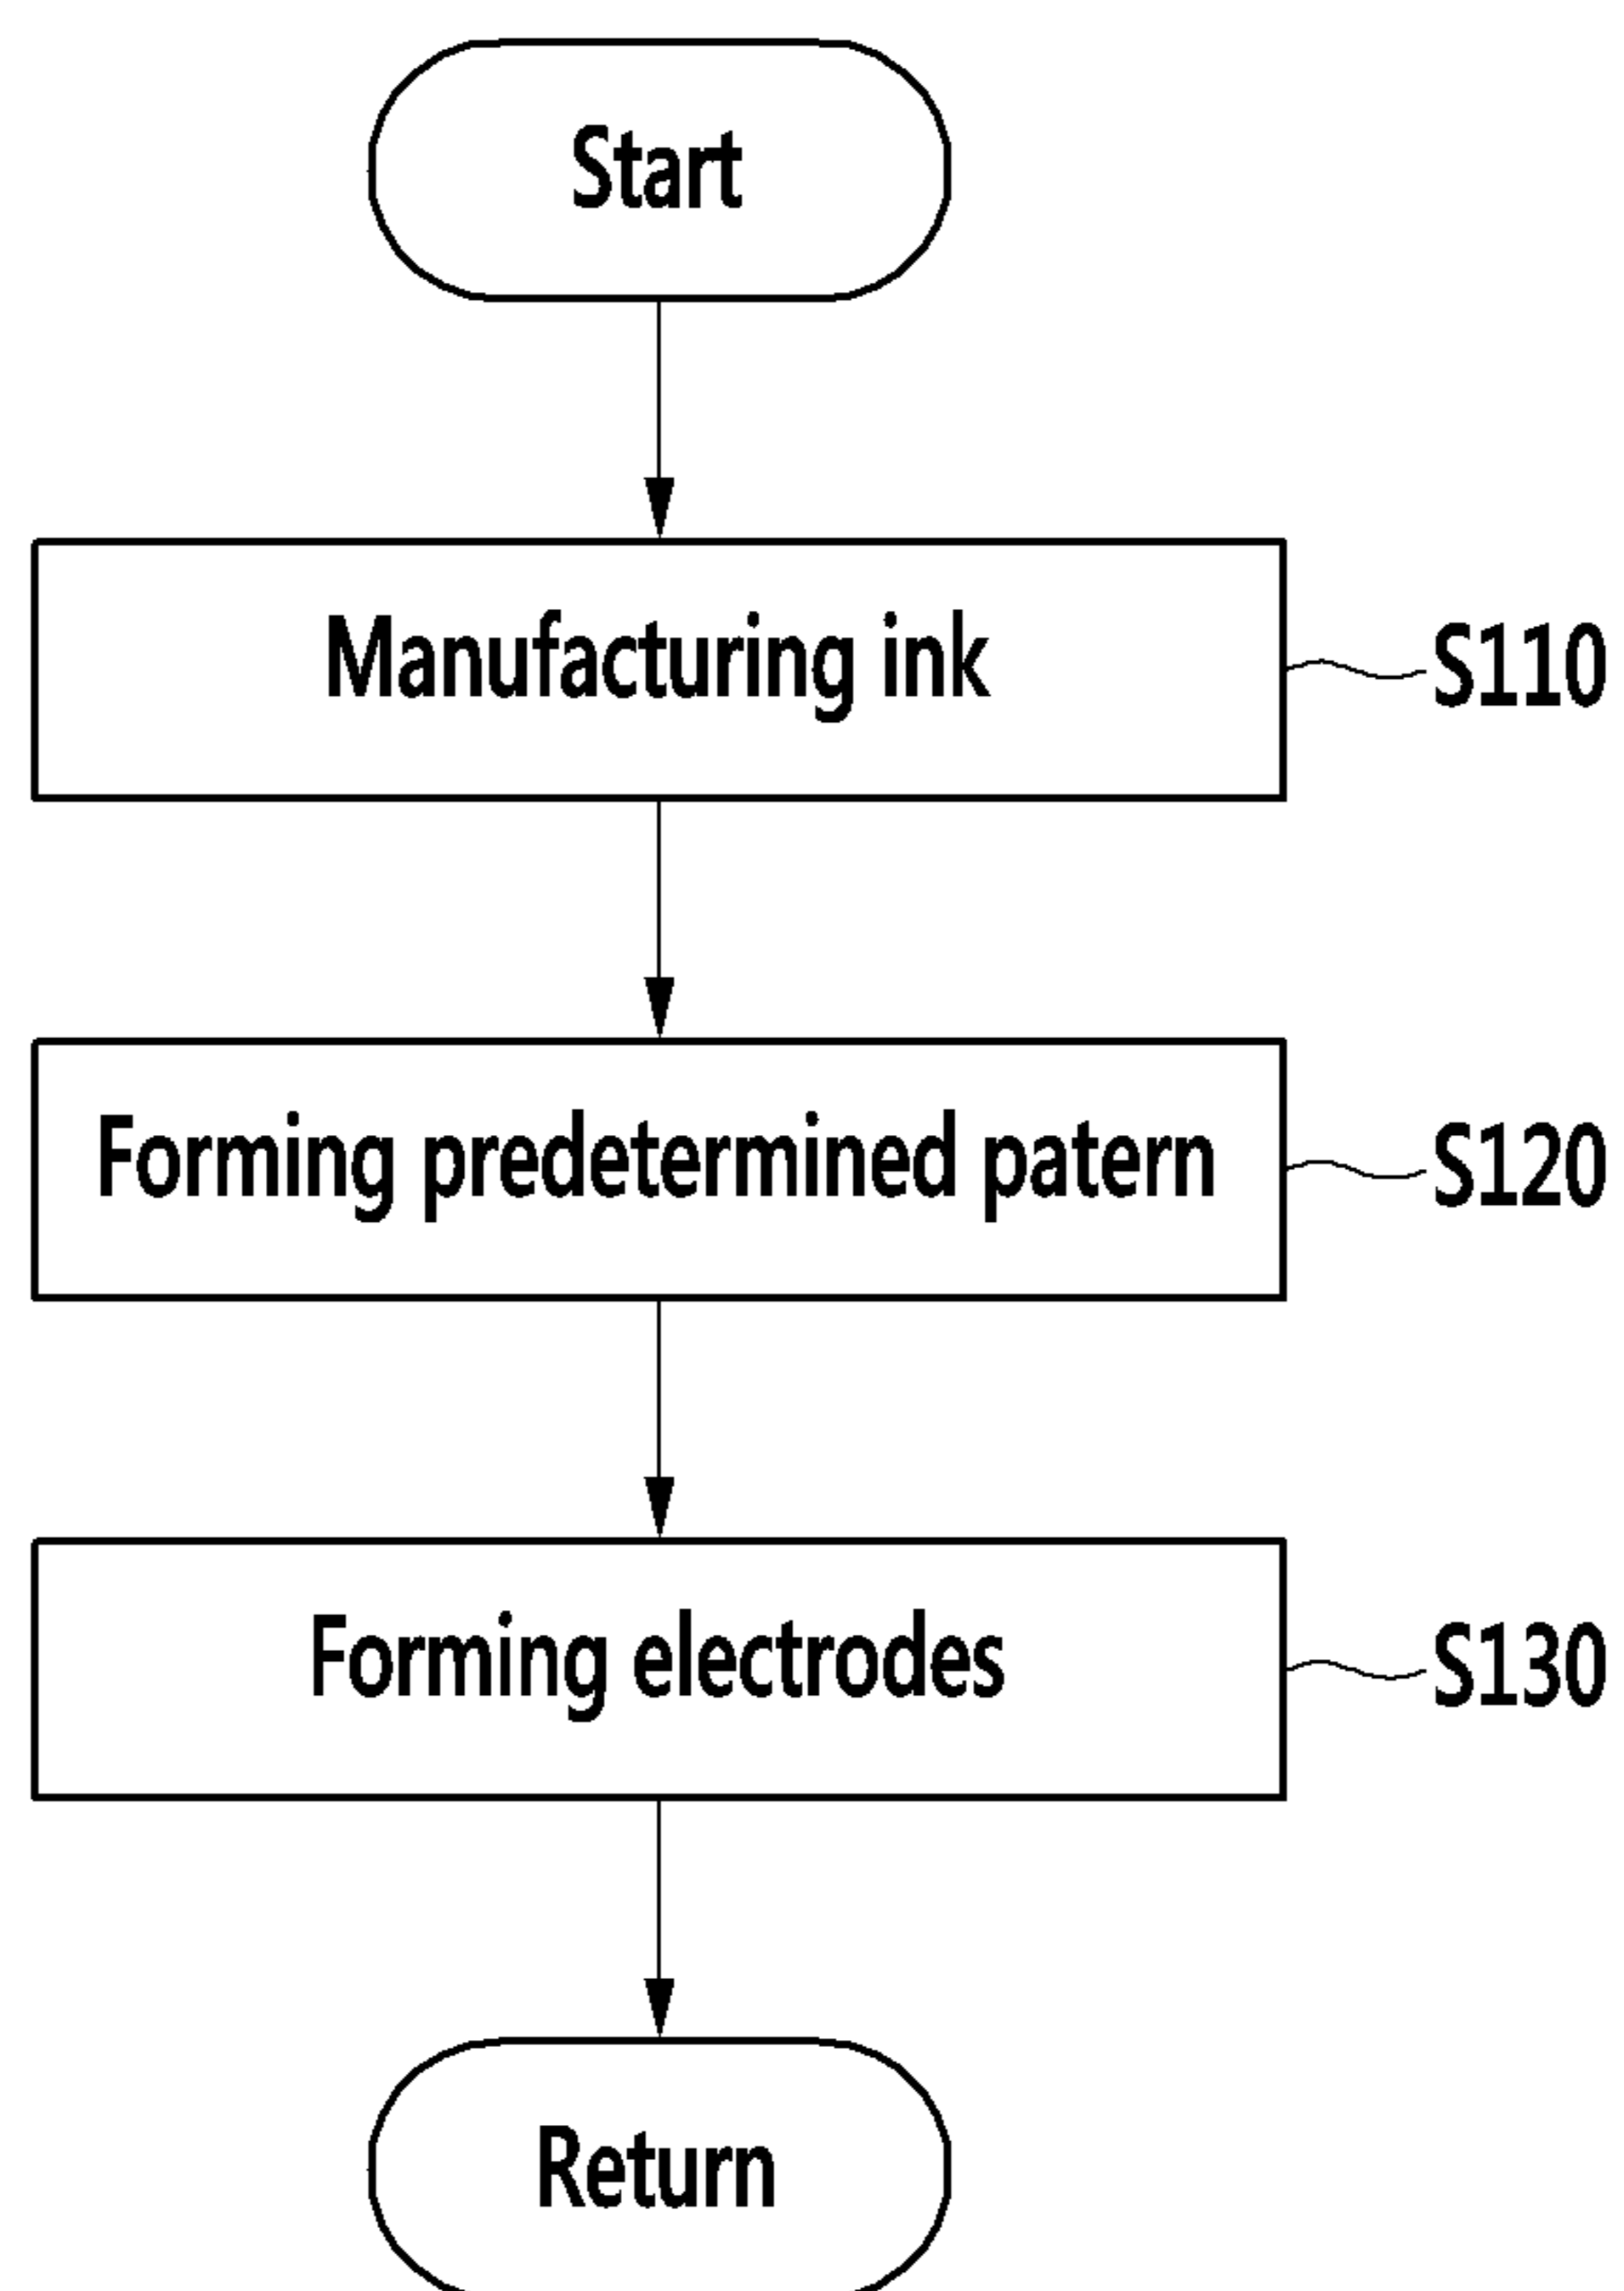 Start
Manufacturing ink
S110
Forming predetermined patern
S120
Forming electrodes
S130
Return